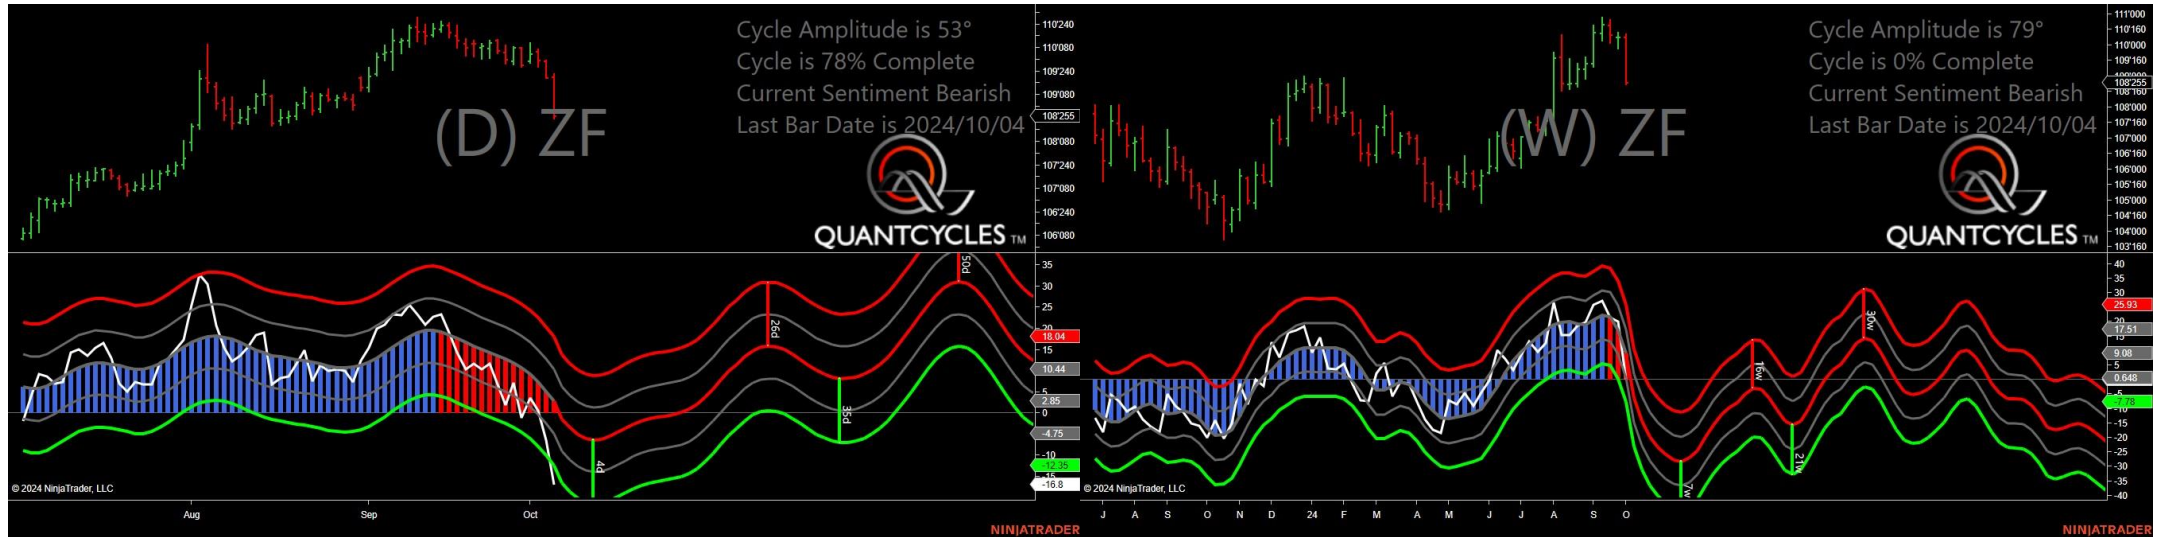 Cycle Amplitude is 53°
Cycle is 78% Complete
Current Sentiment Bearish
Last Bar Date is 2024/10/04
(D) ZF
QUANTCYCLES TM
110'240
110'080
109'240
109'080
108'255
108'080
107'240
107'080
106'240
106'080
35
30
25
18.04
15
10.44
5
2.85
0
-4.75
-10
-12.35
-16.8
50d
26d
35d
4d
© 2024 NinjaTrader, LLC
Aug Sep Oct
NINJATRADER
Cycle Amplitude is 79°
Cycle is 0% Complete
Current Sentiment Bearish
Last Bar Date is 2024/10/04
(W) ZF
QUANTCYCLES TM
111'000
110'160
110'000
109'160
108'255
108'160
108'000
107'160
107'000
106'160
106'000
105'160
105'000
104'160
104'000
103'160
40
35
30
25.93
17.51
9.08
5
0.648
-7.78
-15
-20
-25
-30
-35
-40
16w
30w
21w
7w
© 2024 NinjaTrader, LLC
J A S O N D 24 F M A M J J A S O
NINJATRADER